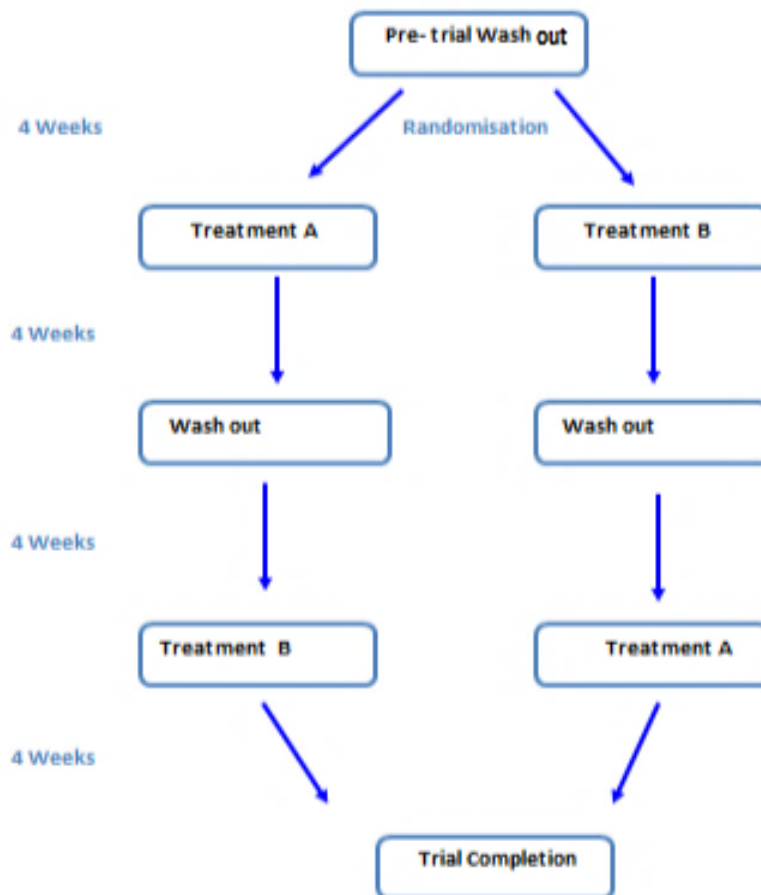 Pre-trial Wash out
4 Weeks
Randomisation
Treatment A
Treatment B
4 Weeks
Wash out
Wash out
4 Weeks
Treatment B
Treatment A
4 Weeks
Trial Completion